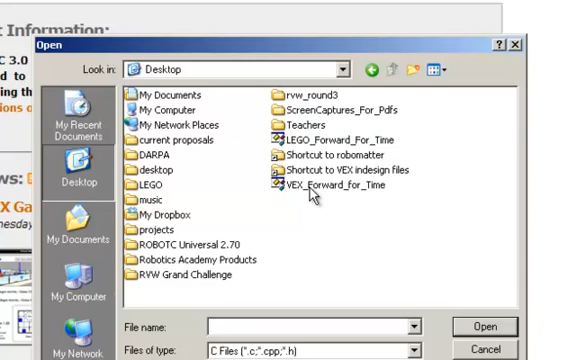 t Information:
C 3.0
d to
g the
ions o
ws:
X Ga
nesday
Open
Look in:
Desktop
My Recent
Documents
Desktop
My Documents
My Computer
My Network
My Documents
My Computer
My Network Places
current proposals
DARPA
desktop
LEGO
music
My Dropbox
projects
ROBOTC Universal 2.70
Robotics Academy Products
RVW Grand Challenge
rvw_round3
ScreenCaptures_For_Pdfs
Teachers
LEGO_Forward_For_Time
Shortcut to robomatter
Shortcut to VEX indesign files
VEX_Forward_for_Time
File name:
Open
Files of type:
C Files (*.c;*.cpp;*.h)
Cancel